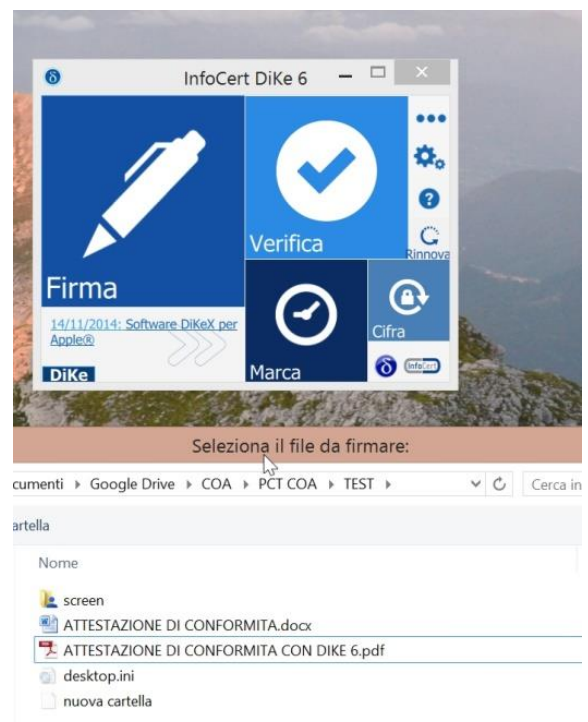 InfoCert DiKe 6
Firma
Verifica
Rinnova
14/11/2014: Software DiKeX per
Apple®
Marca
Cifra
DiKe
InfoCert
Seleziona il file da firmare:
cumenti Google Drive COA PCT COA TEST
Cerca in
artella
Nome
screen
ATTESTAZIONE DI CONFORMITA.docx
ATTESTAZIONE DI CONFORMITA CON DIKE 6.pdf
desktop.ini
nuova cartella